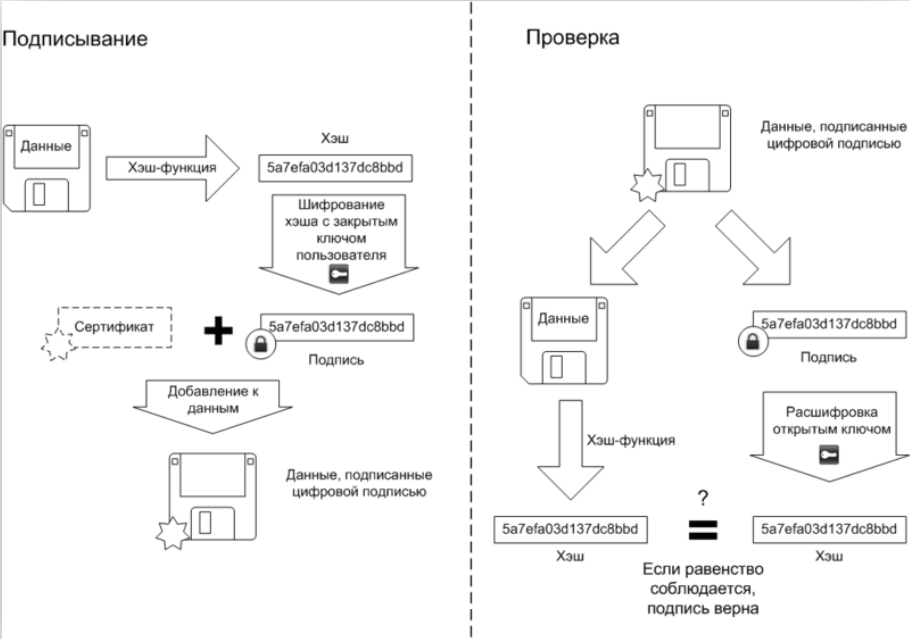 Подписывание
Данные
Хэш-функция
Хэш
5a7efa03d137dc8bbd
Шифрование
хэша с закрытым
ключом
пользователя
Сертификат
+
5a7efa03d137dc8bbd
Подпись
Добавление к
данным
Данные, подписанные
цифровой подписью
Проверка
Данные, подписанные
цифровой подписью
Данные
5a7efa03d137dc8bbd
Подпись
Хэш-функция
Расшифровка
открытым ключом
?
5a7efa03d137dc8bbd
=
5a7efa03d137dc8bbd
Хэш
Хэш
Если равенство
соблюдается,
подпись верна